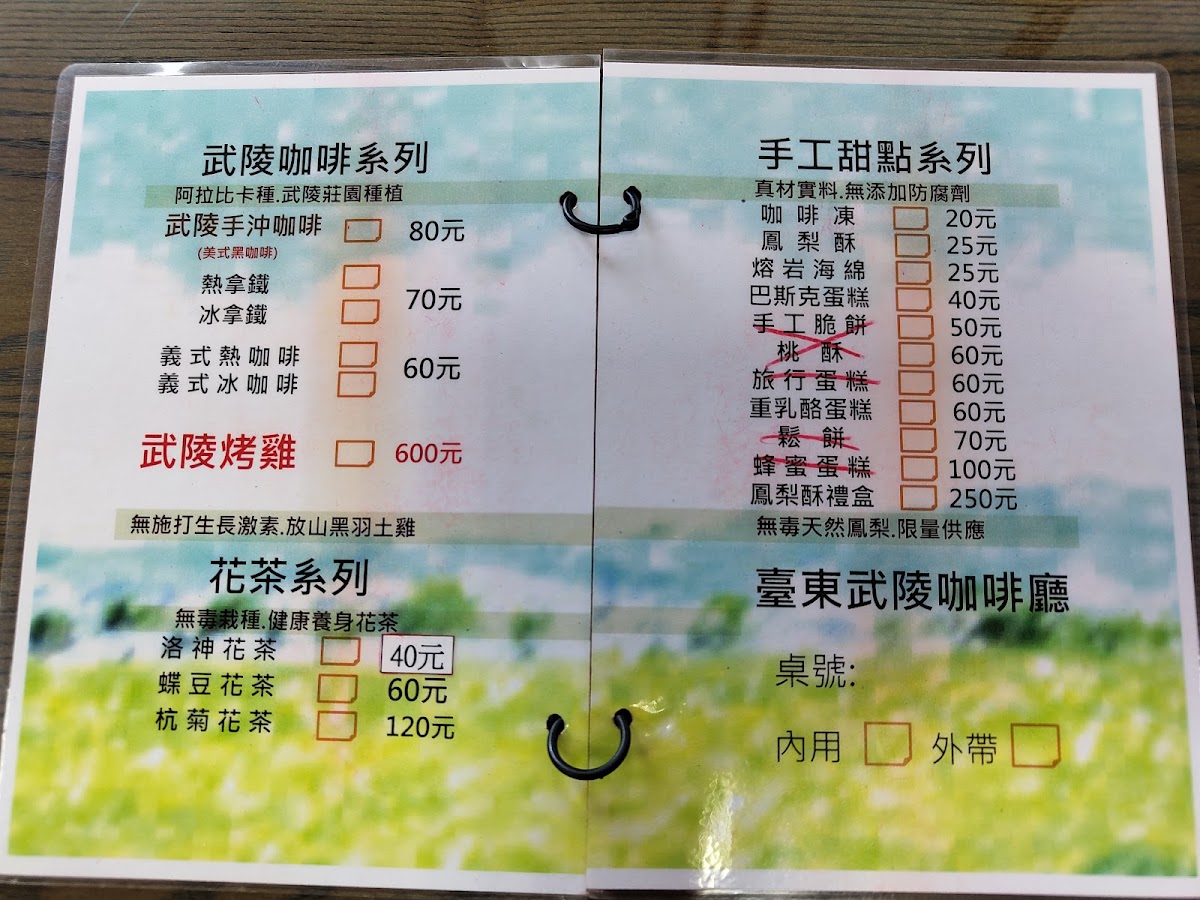 武陵咖啡系列
阿拉比卡種.武陵莊園種植
武陵手沖咖啡 80元
(美式黑咖啡)
熱拿鐵
冰拿鐵
70元
義式熱咖啡
義式冰咖啡
60元
武陵烤雞 600元
無施打生長激素.放山黑羽土雞
花茶系列
無毒栽種.健康養身花茶
洛神花茶 40元
蝶豆花茶 60元
杭菊花茶 120元
手工甜點系列
真材實料.無添加防腐劑
咖啡凍 20元
鳳梨酥 25元
熔岩海綿 25元
巴斯克蛋糕 40元
手工脆餅 50元
桃酥 60元
旅行蛋糕 60元
重乳酪蛋糕 60元
鬆餅 70元
蜂蜜蛋糕 100元
鳳梨酥禮盒 250元
無毒天然鳳梨.限量供應
臺東武陵咖啡廳
桌號:
內用 外帶